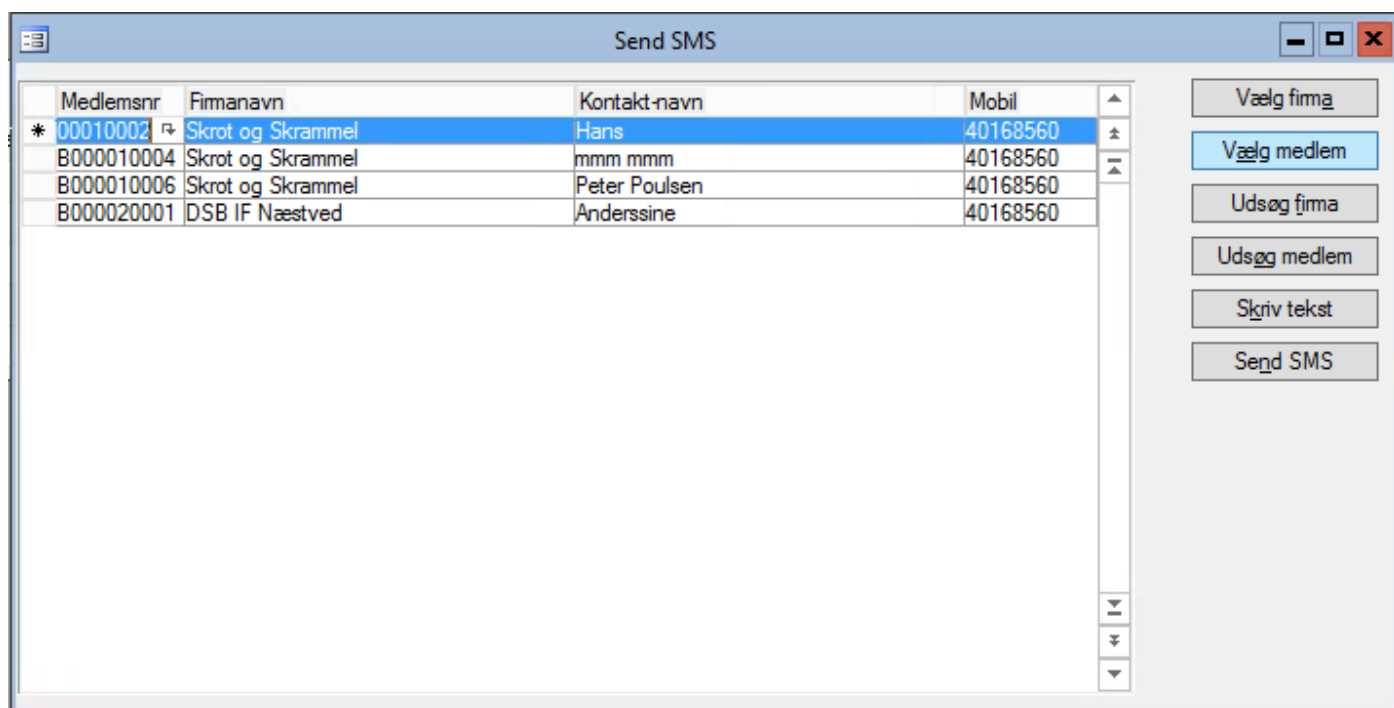 Send SMS
Medlemsnr Firmanavn Kontakt-navn Mobil
00010002 Skrot og Skrammel Hans 40168560
B000010004 Skrot og Skrammel mmm mmm 40168560
B000010006 Skrot og Skrammel Peter Poulsen 40168560
B000020001 DSB IF Næstved Anderssine 40168560
Vælg firma
Vælg medlem
Udsøg firma
Udsøg medlem
Skriv tekst
Send SMS